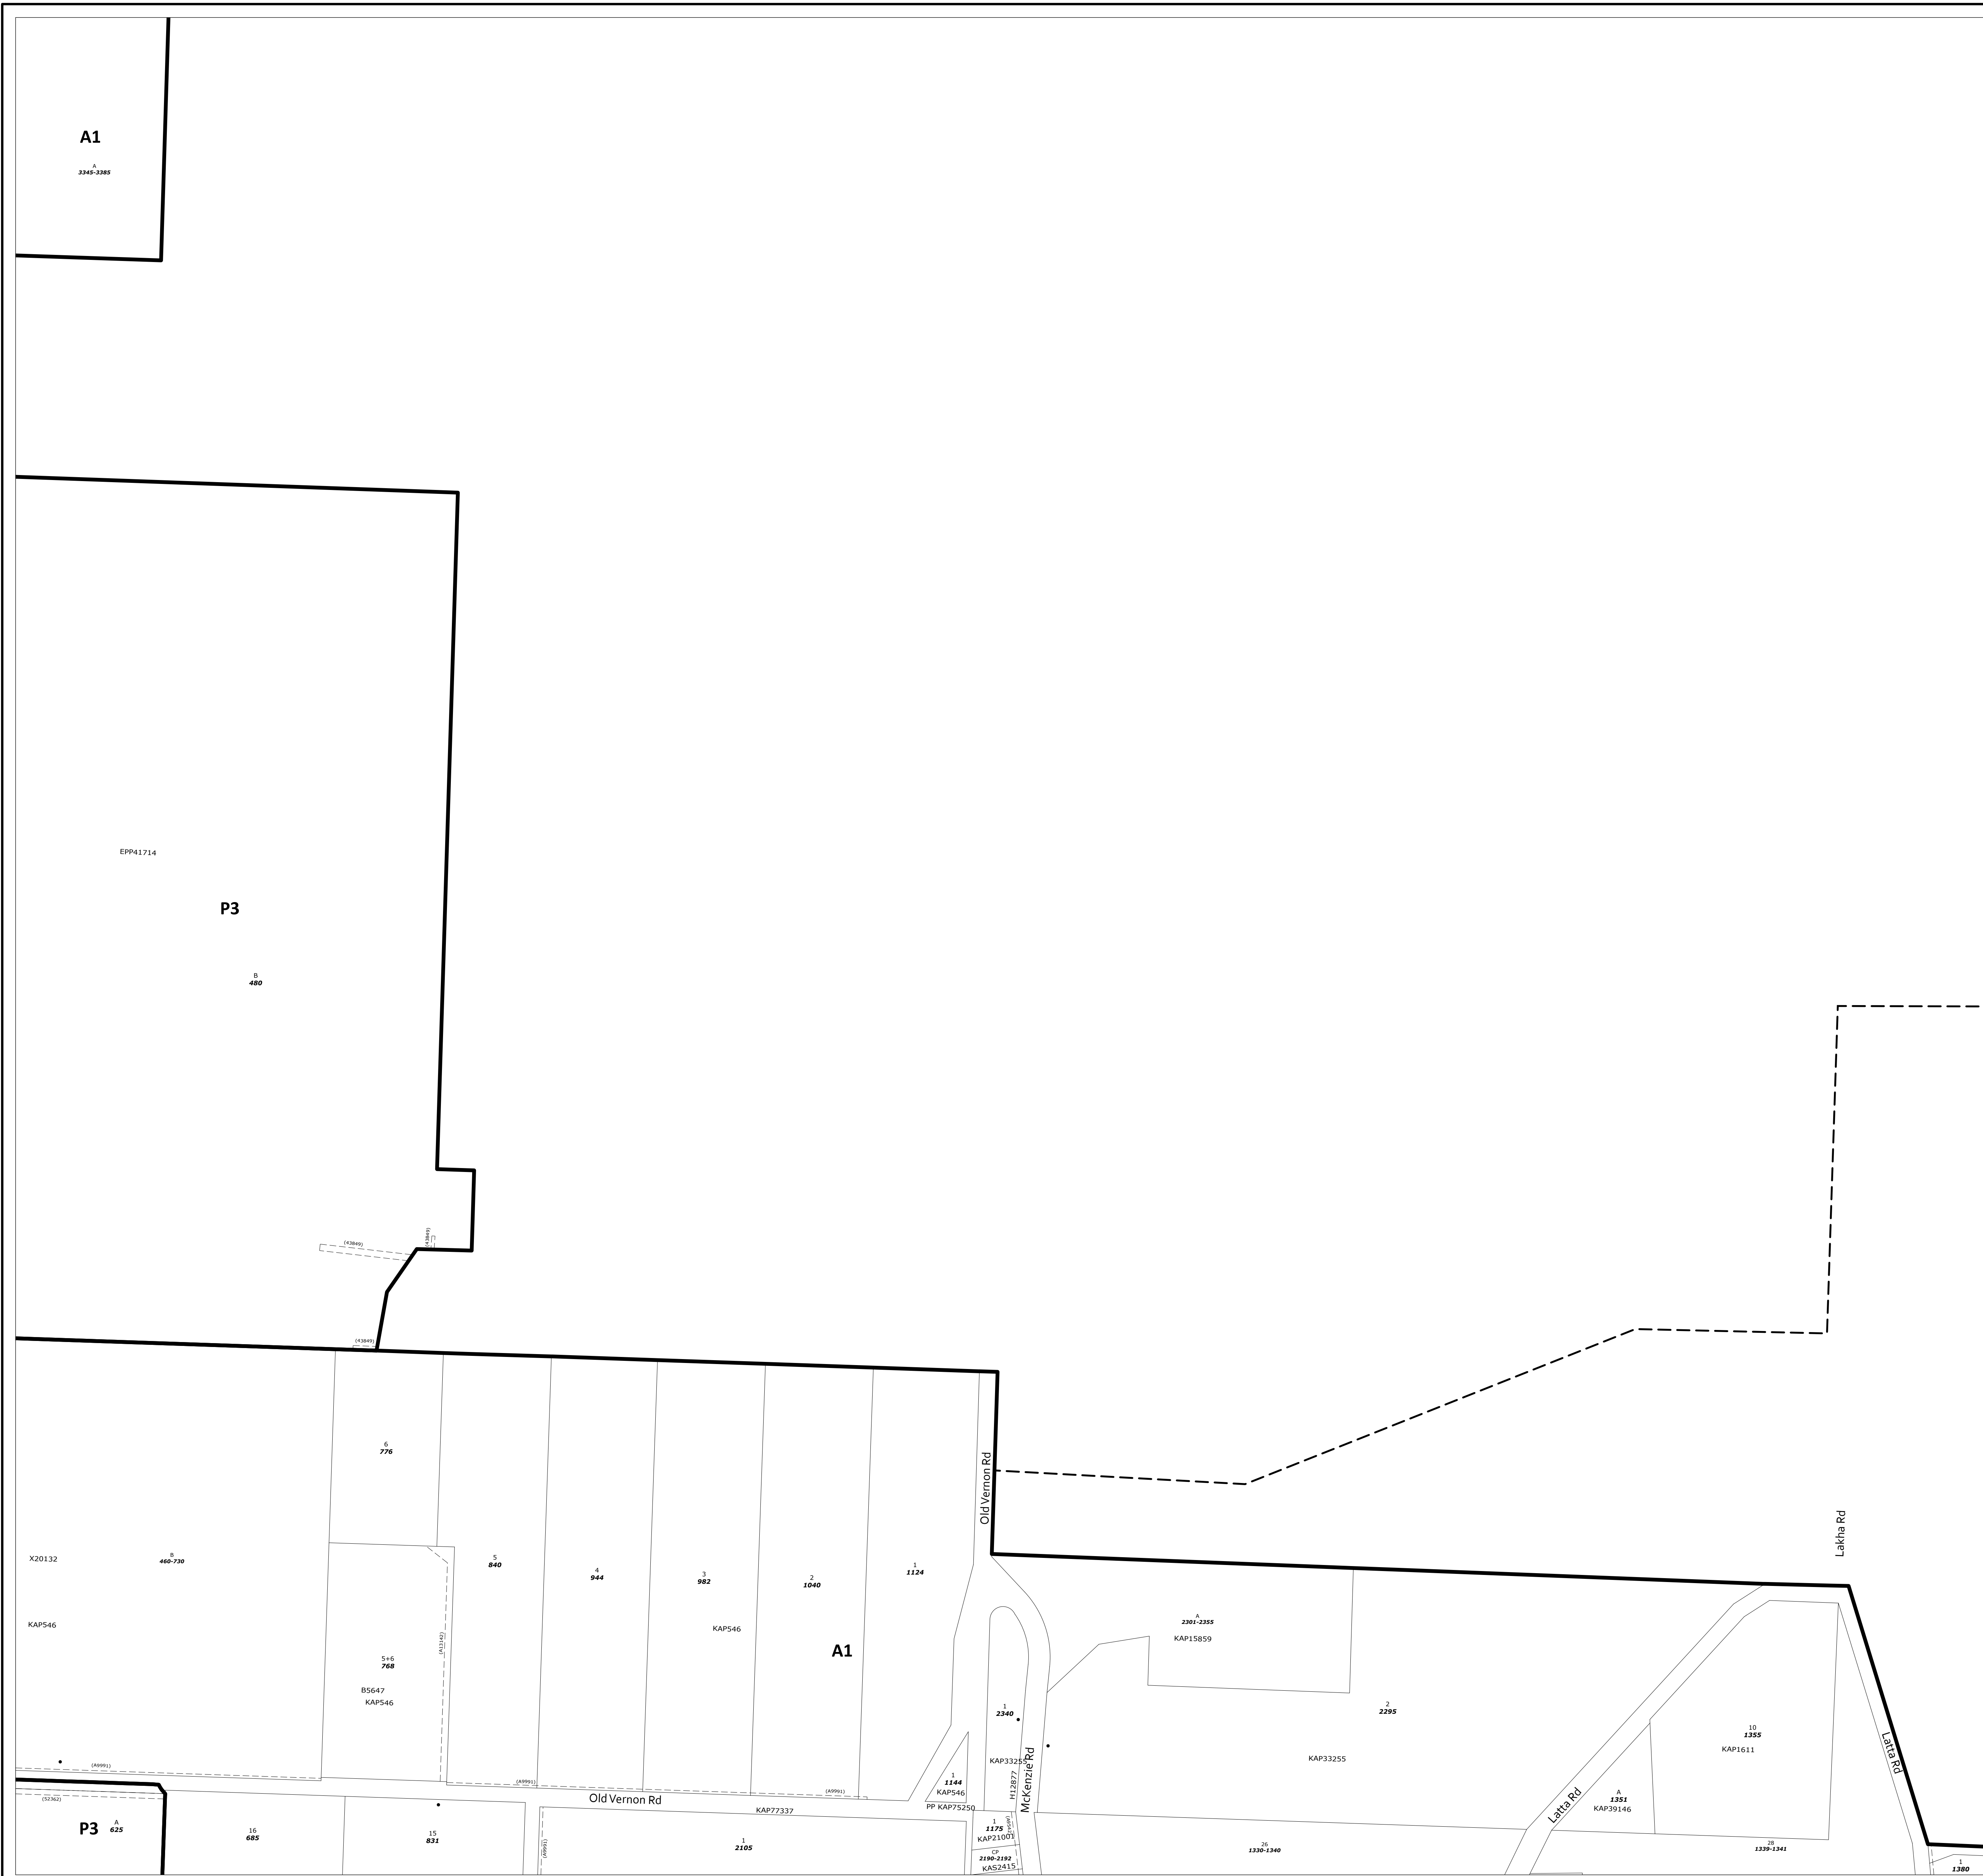 A1
A
3345-3385
EPP41714
P3
B
480
(43849)
(43849)
(43849)
6
776
X20132
B
460-730
KAP546
5
840
4
944
3
982
2
1040
1
1124
Old Vernon Rd
Lakha Rd
KAP546
A1
5+6
768
(A13142)
B5647
KAP546
A
2301-2355
KAP15859
1
2340
2
2295
KAP33255
KAP33255
10
1355
KAP1611
Latta Rd
(A9991)
(A9991)
(A9991)
1
1144
KAP546
H12877
McKenzie Rd
A
1351
KAP39146
Latta Rd
(52362)
P3
A
625
16
685
15
831
Old Vernon Rd
KAP77337
PP KAP75250
(A9991)
1
2105
1
1175
KAP21001
CP
2190-2192
KAS2415
26
1330-1340
28
1339-1341
1
1380